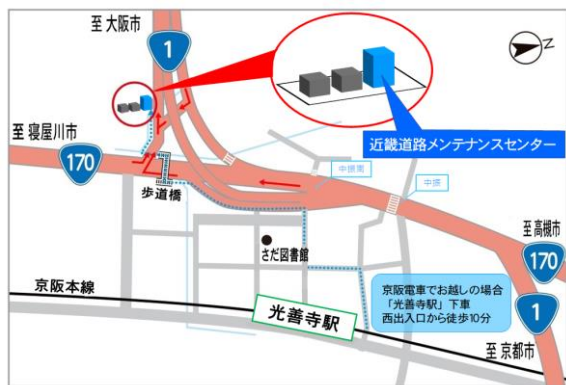 至 大阪市
1
N
至 寝屋川市
170
近畿道路メンテナンスセンター
中振南
中振
歩道橋
さだ図書館
至 高槻市
170
京阪本線
光善寺駅
京阪電車でお越しの場合
「光善寺駅」下車
西出入口から徒歩10分
1
至 京都市